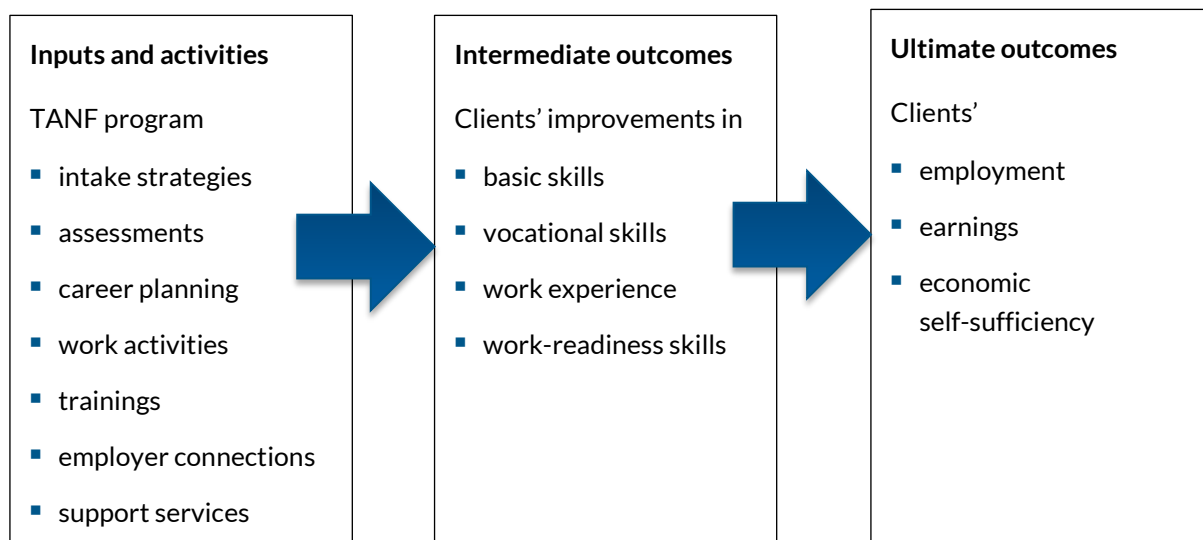 Inputs and activities
TANF program
▪ intake strategies
▪ assessments
▪ career planning
▪ work activities
▪ trainings
▪ employer connections
▪ support services
Intermediate outcomes
Clients’ improvements in
▪ basic skills
▪ vocational skills
▪ work experience
▪ work-readiness skills
Ultimate outcomes
Clients’
▪ employment
▪ earnings
▪ economic
self-sufficiency